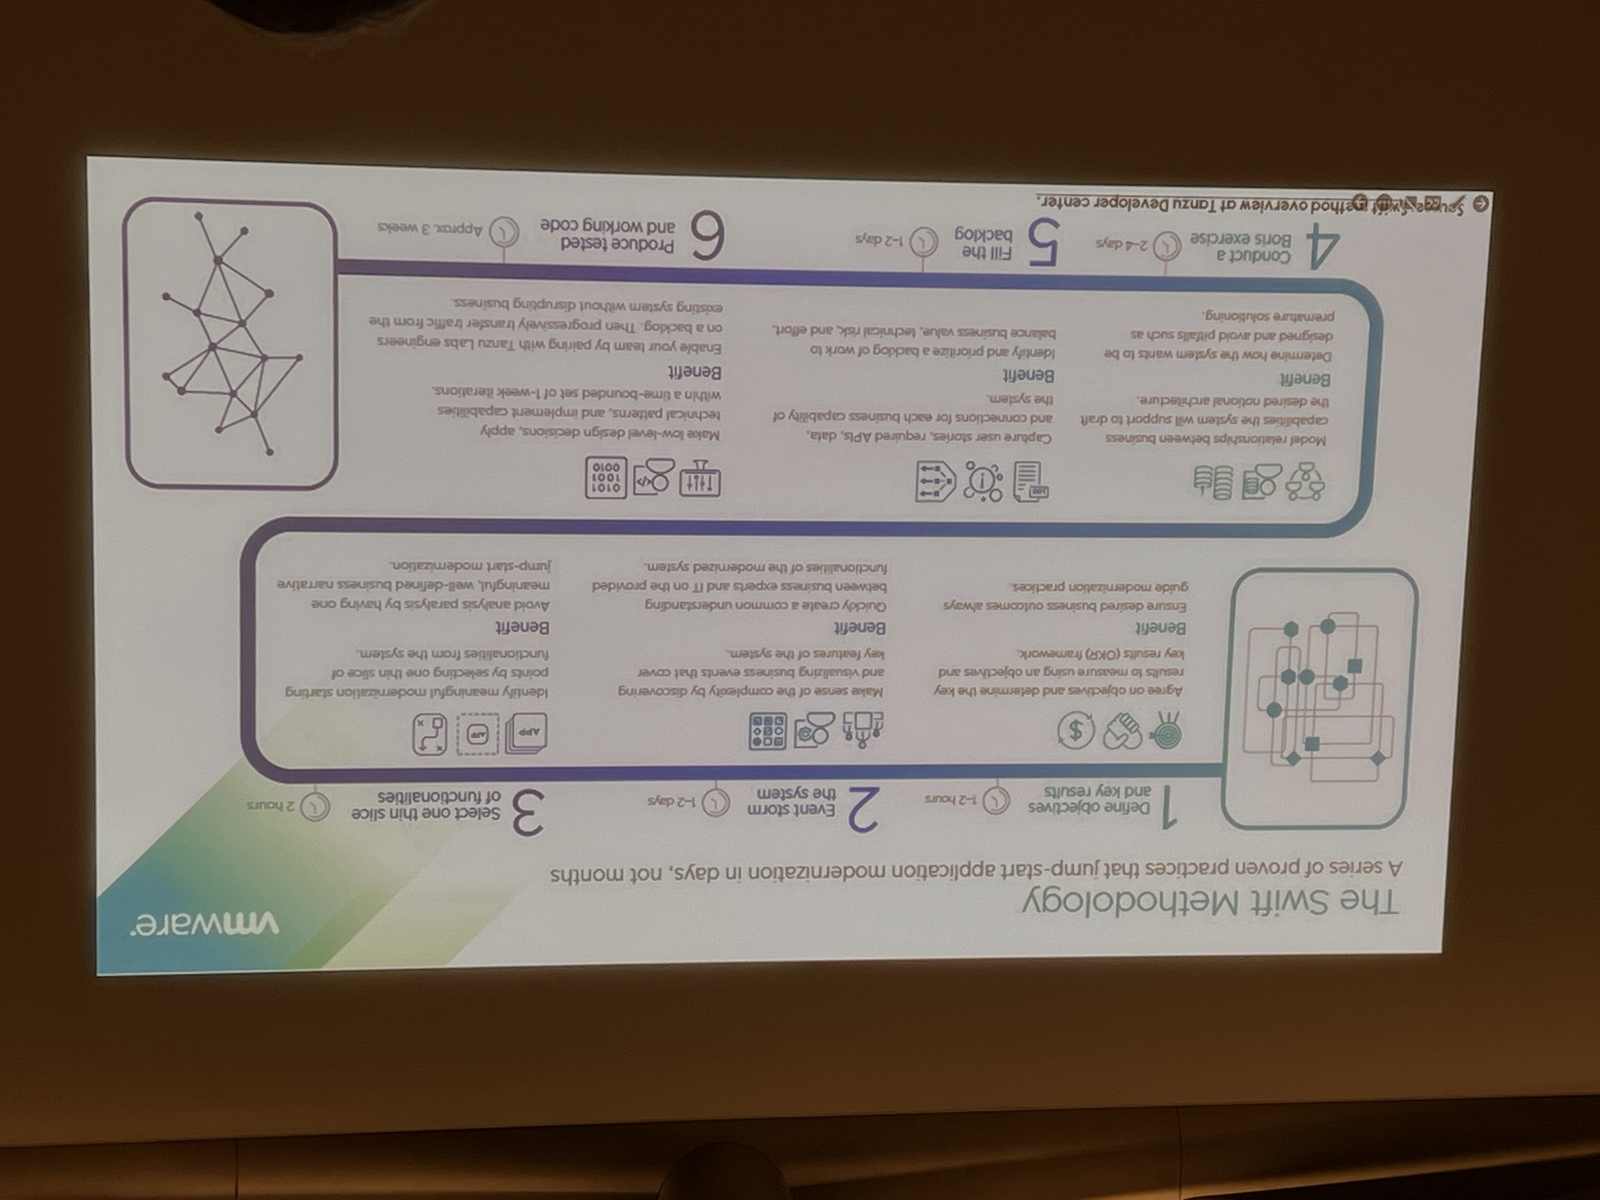 vmware
The Swift Methodology
A series of proven practices that jump-start application modernization in days, not months
1
Define objectives
and key results
1-2 hours
2
Event storm
the system
1-2 days
3
Select one thin slice
of functionalities
2 hours
Agree on objectives and determine the key
results to measure using an objectives and
key results (OKR) framework.
Benefit
Ensure desired business outcomes always
guide modernization practices.
Make sense of the complexity by discovering
and visualizing business events that cover
key features of the system.
Benefit
Quickly create a common understanding
between business experts and IT on the provided
functionalities of the modernized system.
APP
APP
Identify meaningful modernization starting
points by selecting one thin slice of
functionalities from the system.
Benefit
Avoid analysis paralysis by having one
meaningful, well-defined business narrative
jump-start modernization.
Model relationships between business
capabilities the system will support to draft
the desired notional architecture.
Benefit
Determine how the system wants to be
designed and avoid pitfalls such as
premature solutioning.
LOG
Capture user stories, required APIs, data,
and connections for each business capability of
the system.
Benefit
Identify and prioritize a backlog of work to
balance business value, technical risk, and effort.
0101
1001
0010
Make low-level design decisions, apply
technical patterns, and implement capabilities
within a time-bounded set of 1-week iterations.
Benefit
Enable your team by pairing with Tanzu Labs engineers
on a backlog. Then progressively transfer traffic from the
existing system without disrupting business.
4
Conduct a
Boris exercise
2-4 days
5
Fill the
backlog
1-2 days
6
Produce tested
and working code
Approx. 3 weeks
Source: Swift method overview at Tanzu Developer center.